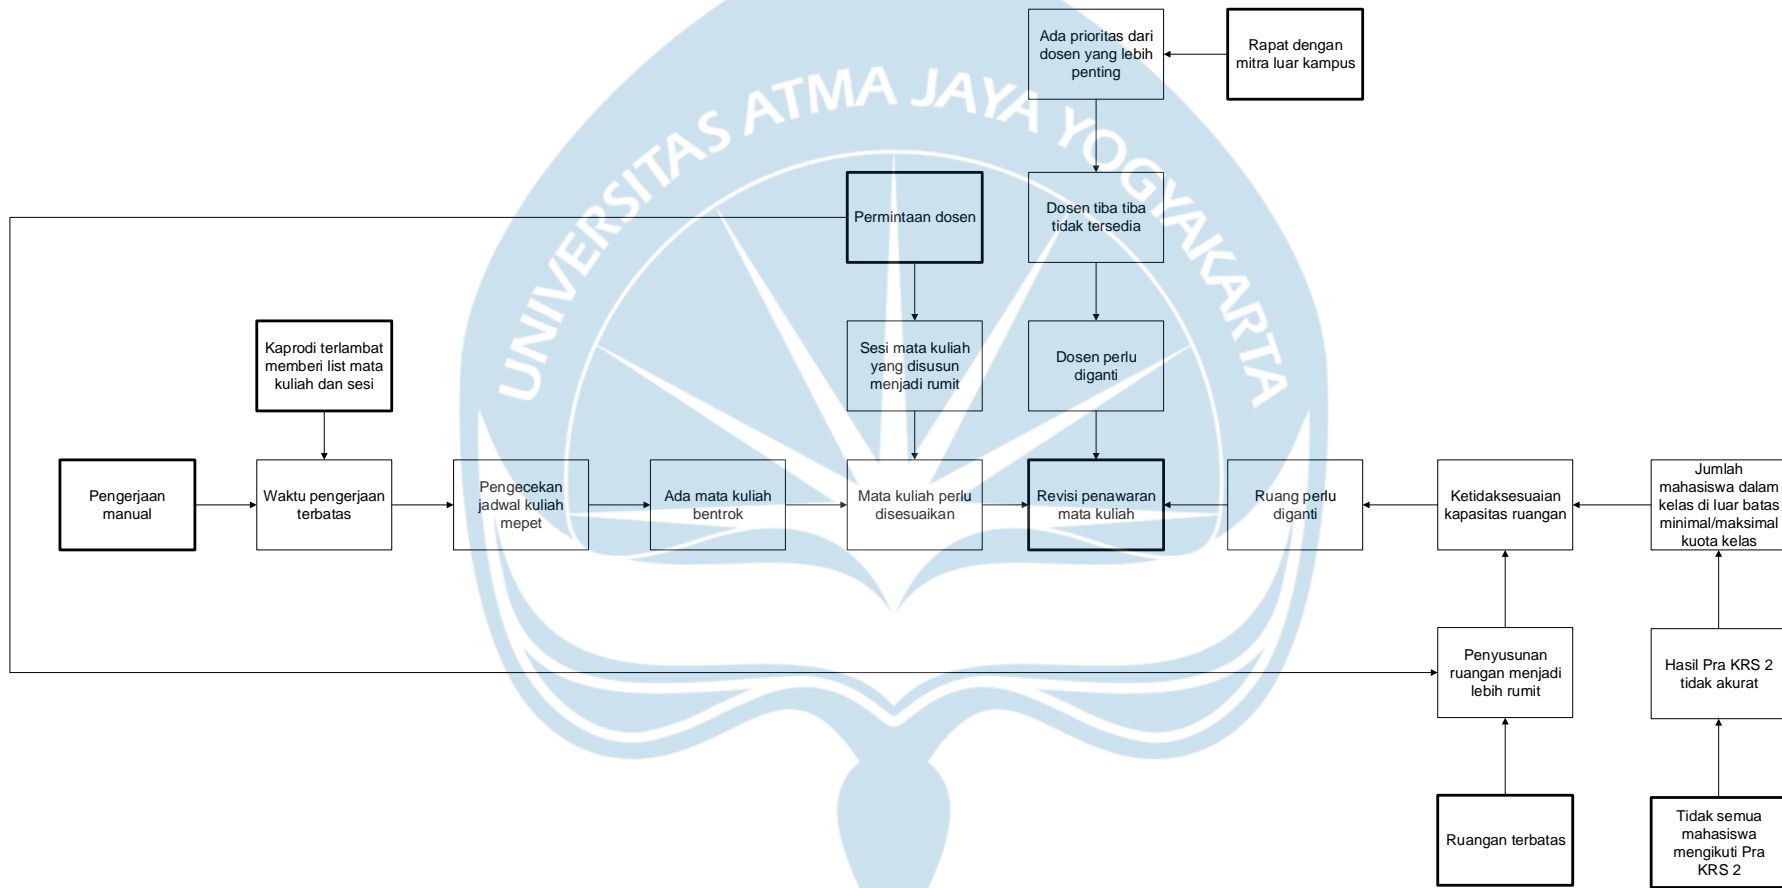 Ada prioritas dari
dosen yang lebih
penting
Rapat dengan
mitra luar kampus
UNIVERSITAS ATMA JAYA YOGYAKARTA
Permintaan dosen
Dosen tiba tiba
tidak tersedia
Kaprodi terlambat
memberi list mata
kuliah dan sesi
Sesi mata kuliah
yang disusun
menjadi rumit
Dosen perlu
diganti
Pengerjaan
manual
Waktu pengerjaan
terbatas
Pengecekan
jadwal kuliah
mepet
Ada mata kuliah
bentrok
Mata kuliah perlu
disesuaikan
Revisi penawaran
mata kuliah
Ruang perlu
diganti
Ketidaksesuaian
kapasitas ruangan
Jumlah
mahasiswa dalam
kelas di luar batas
minimal/maksimal
kuota kelas
Penyusunan
ruangan menjadi
lebih rumit
Hasil Pra KRS 2
tidak akurat
Ruangan terbatas
Tidak semua
mahasiswa
mengikuti Pra
KRS 2